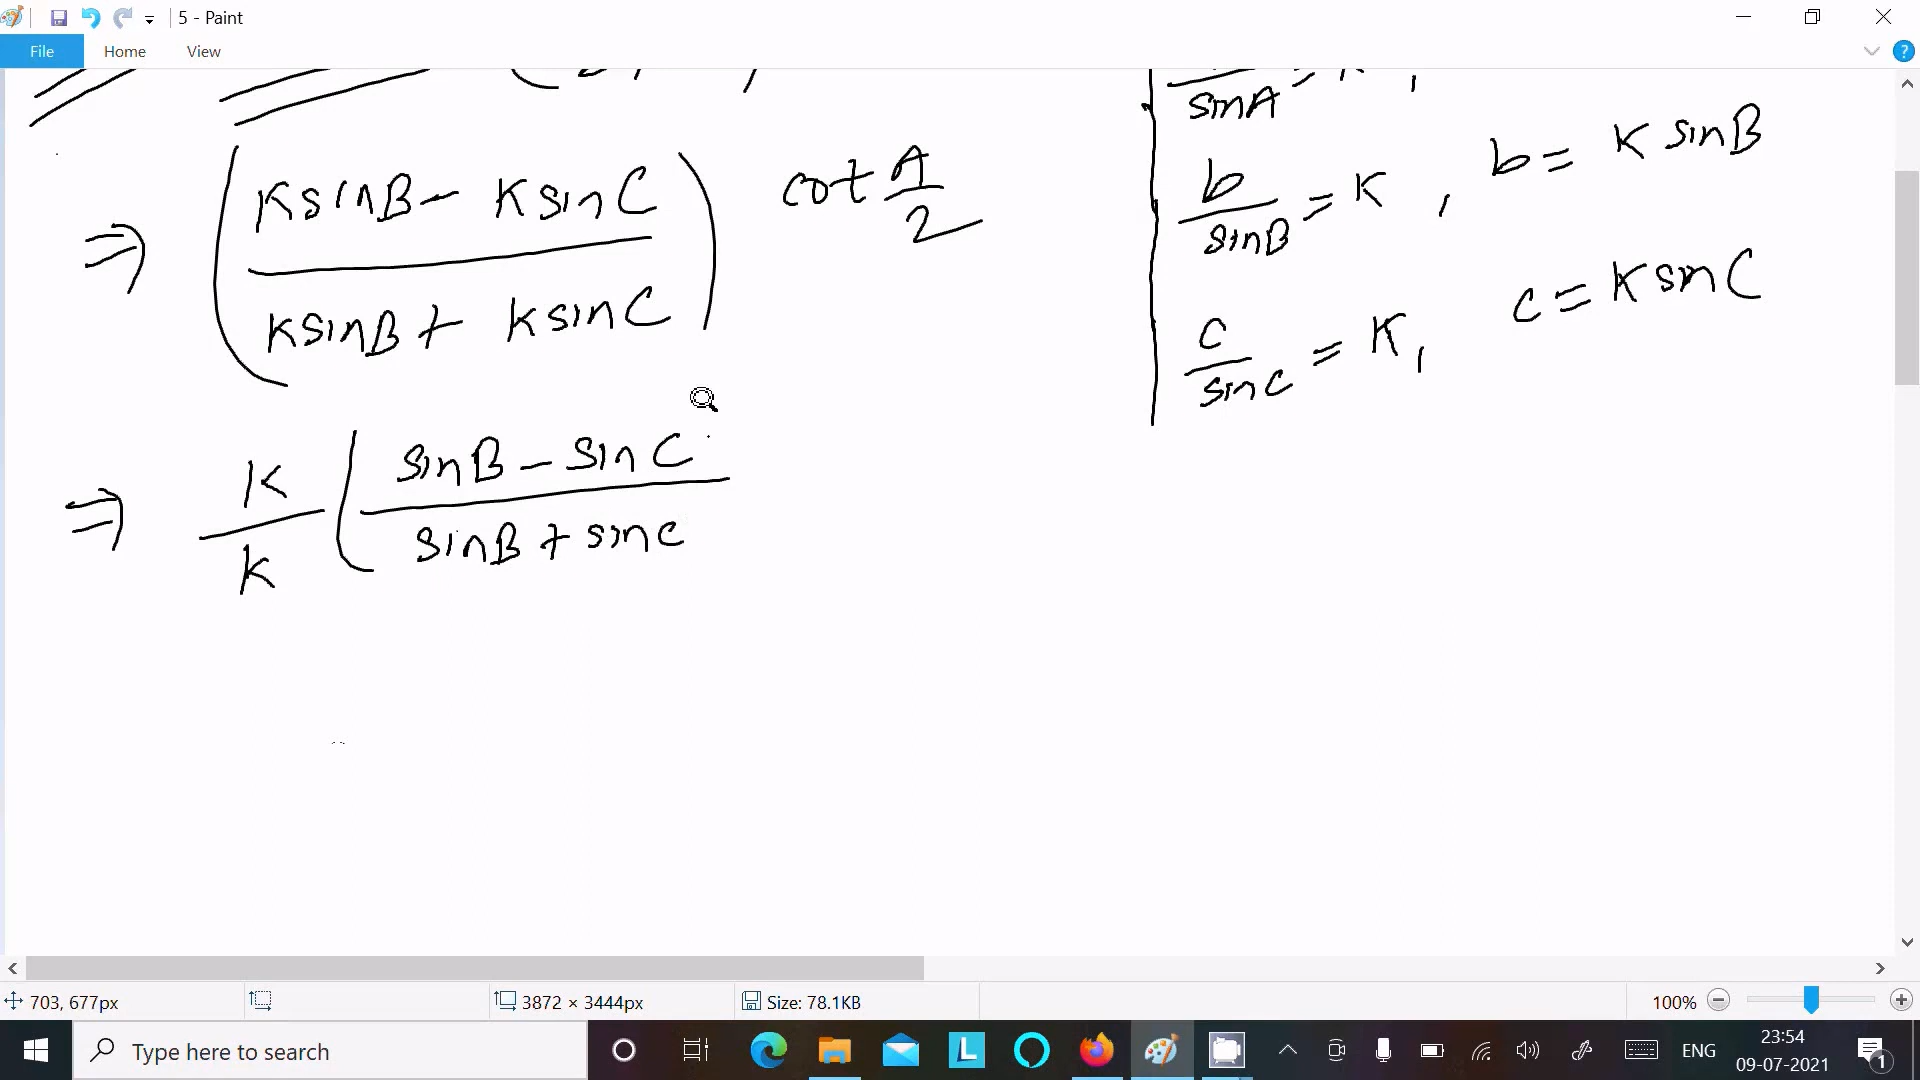 5 - Paint
File Home View
sinA = K ,
(KsinB - KsinC) cot A
⇒ 2
KsinB + KsinC
b = K , b = K sinB
sinB
c = K , c = K sinC
sinC
⇒ K ( sinB - sinC
K sinB + sinC
703, 677px 3872 × 3444px Size: 78.1KB 100%
Type here to search L ENG 23:54
09-07-2021 1